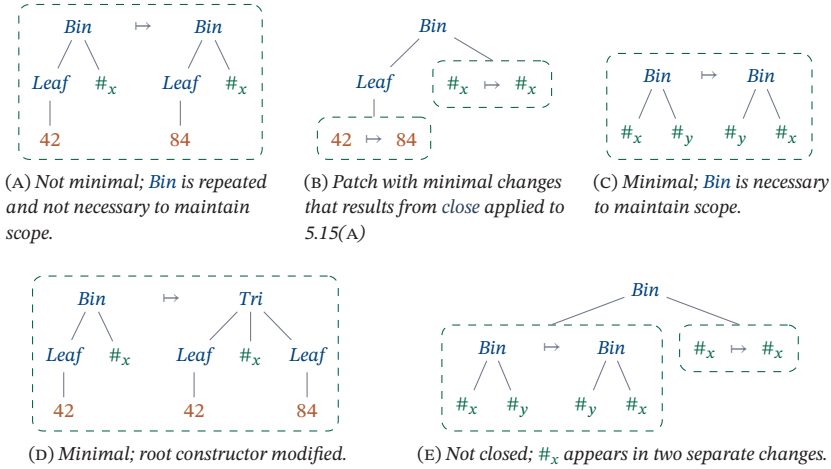 Bin ↦ Bin
Leaf #x Leaf #x
42 84
(A) Not minimal; Bin is repeated
and not necessary to maintain
scope.
Bin
Leaf #x ↦ #x
42 ↦ 84
(B) Patch with minimal changes
that results from close applied to
5.15(A)
Bin ↦ Bin
#x #y #y #x
(C) Minimal; Bin is necessary
to maintain scope.
Bin ↦ Tri
Leaf #x Leaf #x Leaf
42 42 84
(D) Minimal; root constructor modified.
Bin
Bin ↦ Bin #x ↦ #x
#x #y #y #x
(E) Not closed; #x appears in two separate changes.